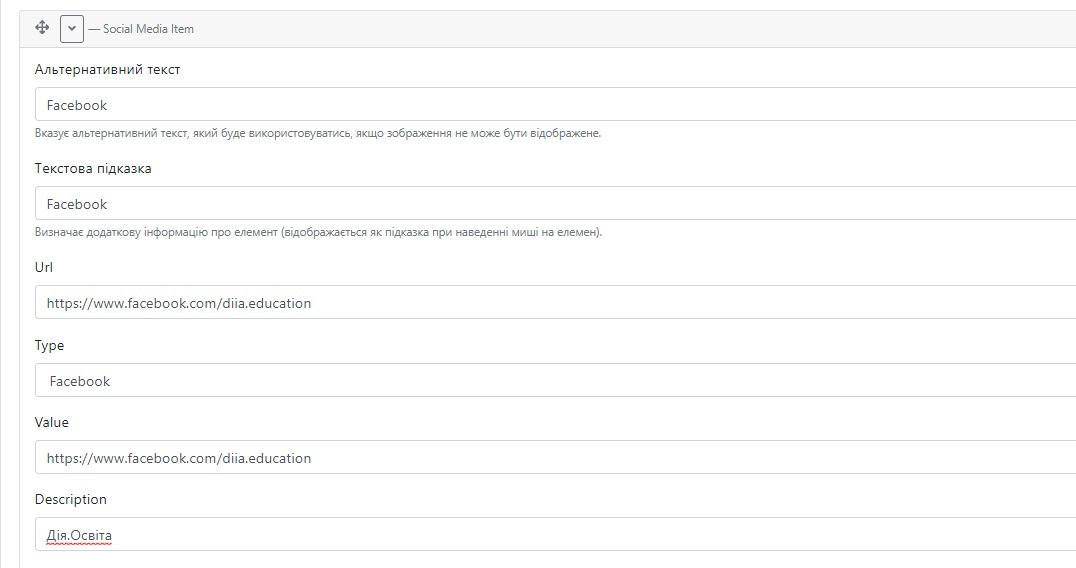 — Social Media Item
Альтернативний текст
Facebook
Вказує альтернативний текст, який буде використовуватись, якщо зображення не може бути відображене.
Текстова підказка
Facebook
Визначає додаткову інформацію про елемент (відображається як підказка при наведенні миші на елемен).
Url
https://www.facebook.com/diia.education
Type
Facebook
Value
https://www.facebook.com/diia.education
Description
Дія.Освіта